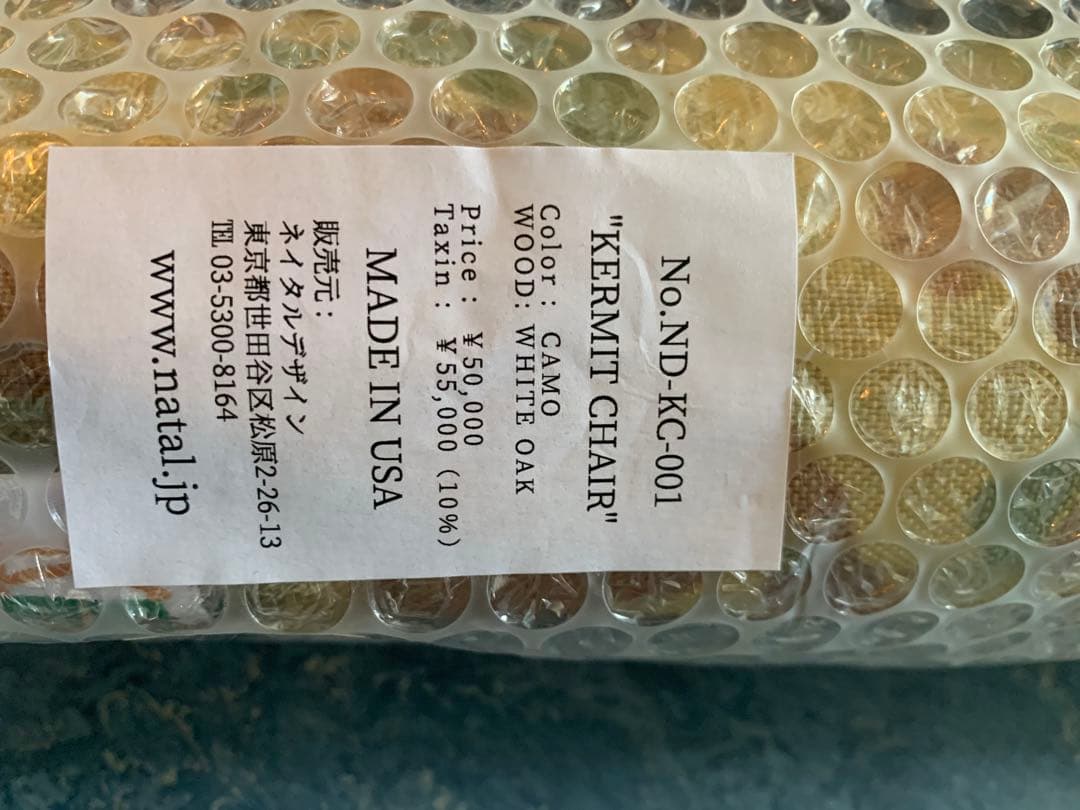 No.ND-KC-001
"KERMIT CHAIR"
Color : CAMO
WOOD: WHITE OAK
Price : ¥50,000
Taxin : ¥55,000 (10%)
MADE IN USA
販売元：
ネイタルデザイン
東京都世田谷区松原2-26-13
℡ 03-5300-8164
www.natal.jp